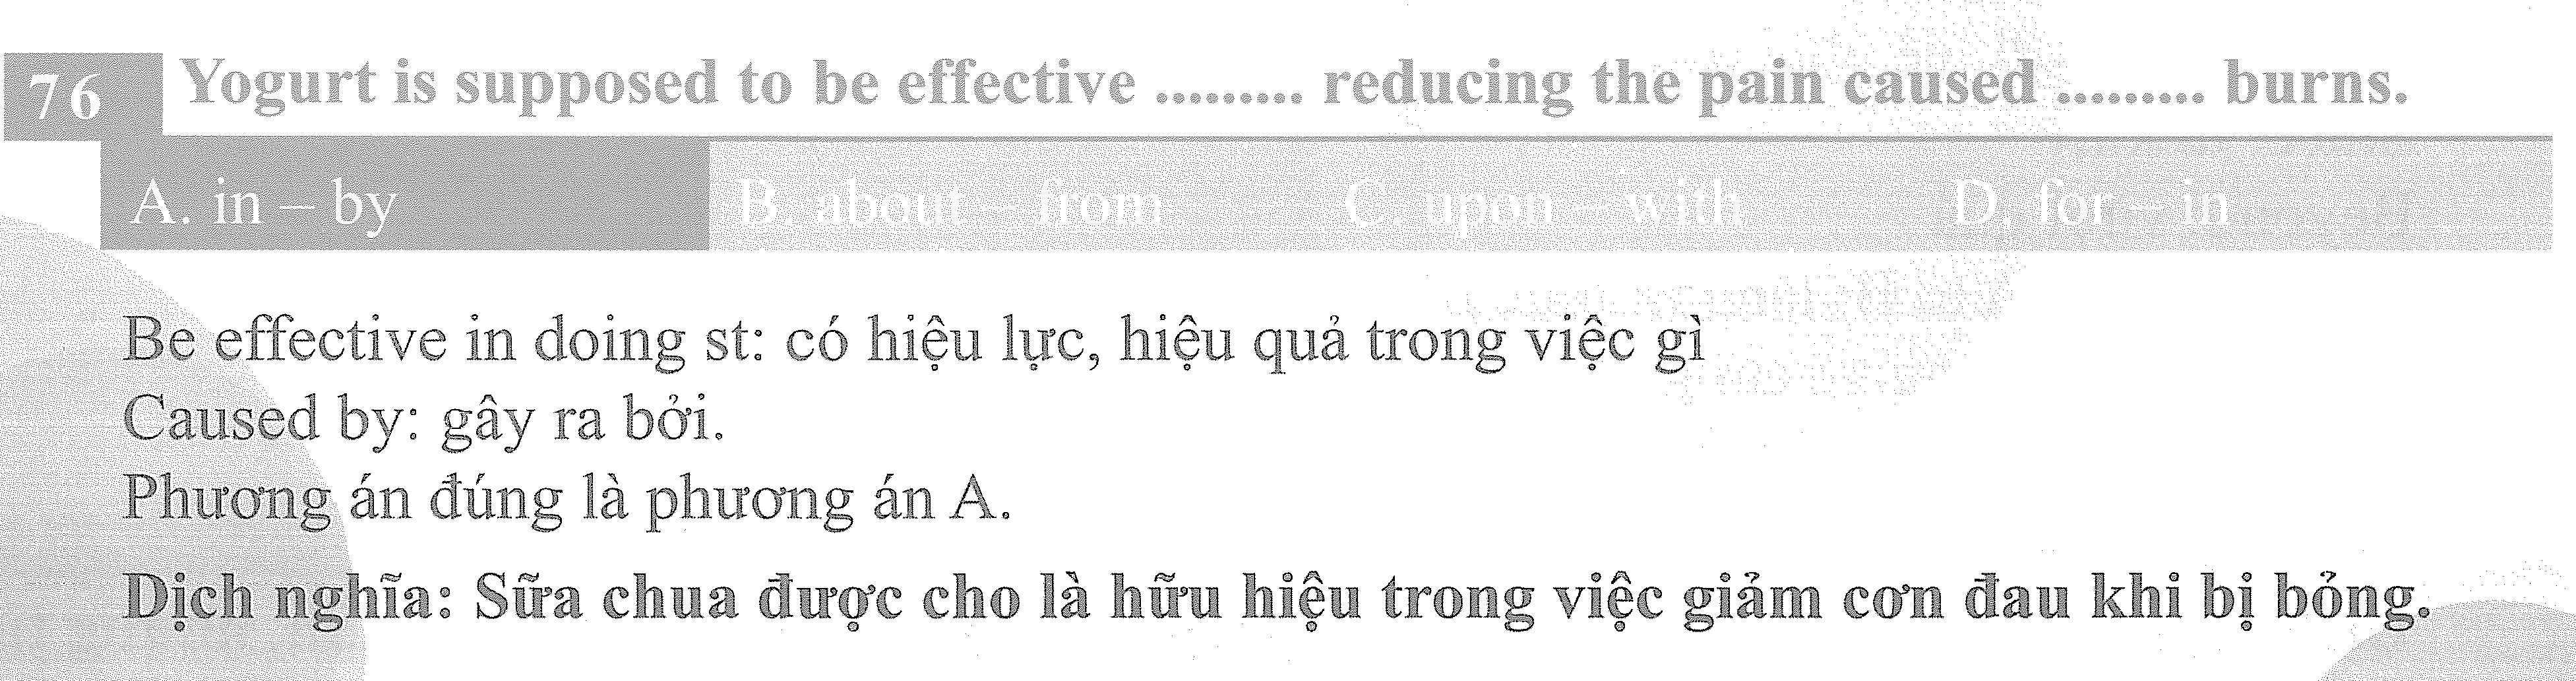 76 Yogurt is supposed to be effective ......... reducing the pain caused ......... burns.
A. in – by B. about – from C. upon – with D. for – in
Be effective in doing st: có hiệu lực, hiệu quả trong việc gì
Caused by: gây ra bởi.
Phương án đúng là phương án A.
Dịch nghĩa: Sữa chua được cho là hữu hiệu trong việc giảm cơn đau khi bị bỏng.